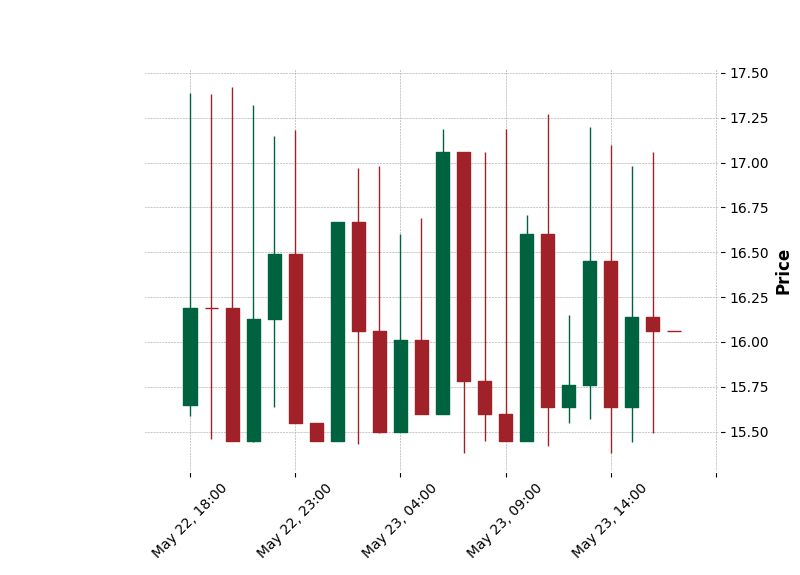 17.50
17.25
17.00
16.75
16.50
16.25
16.00
15.75
15.50
Price
May 22, 18:00
May 22, 23:00
May 23, 04:00
May 23, 09:00
May 23, 14:00